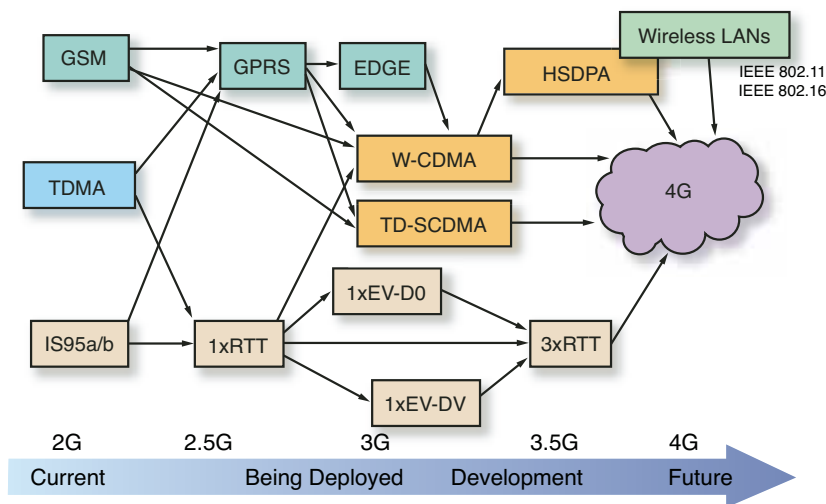 Wireless LANs
GSM
GPRS
EDGE
HSDPA
IEEE 802.11
IEEE 802.16
W-CDMA
TDMA
4G
TD-SCDMA
1xEV-D0
IS95a/b
1xRTT
3xRTT
1xEV-DV
2G
2.5G
3G
3.5G
4G
Current
Being Deployed
Development
Future